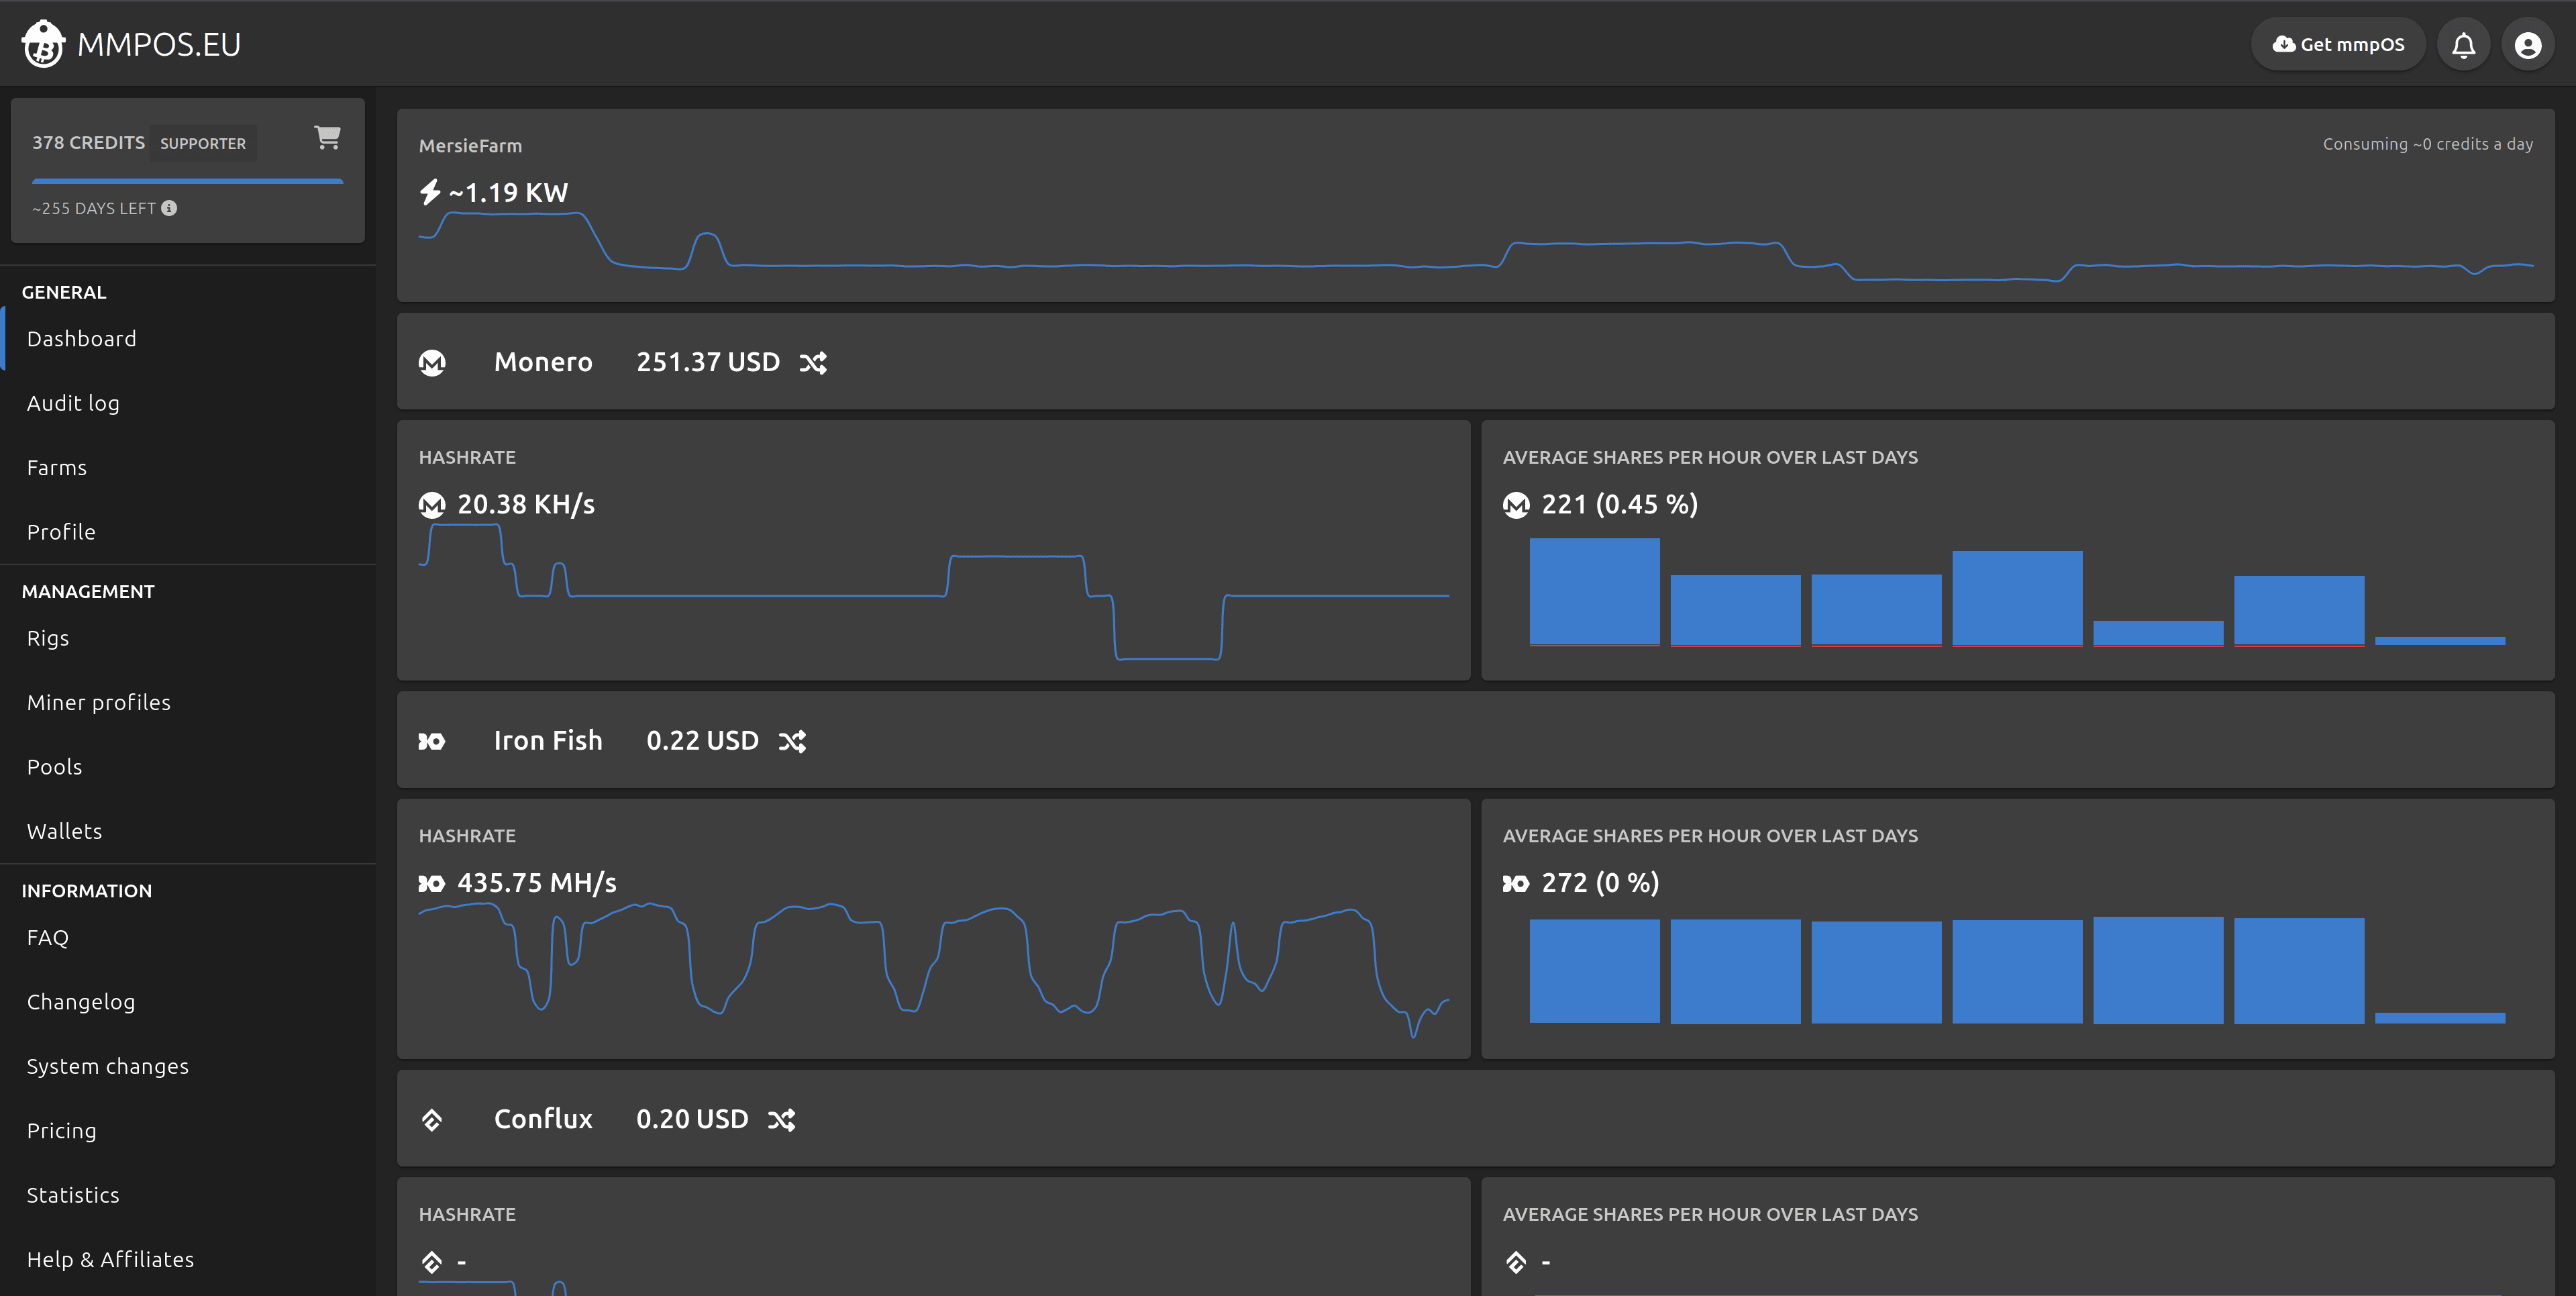 MMPOS.EU
Get mmpOS
378 CREDITS SUPPORTER
~255 DAYS LEFT
GENERAL
Dashboard
Audit log
Farms
Profile
MANAGEMENT
Rigs
Miner profiles
Pools
Wallets
INFORMATION
FAQ
Changelog
System changes
Pricing
Statistics
Help & Affiliates
MersieFarm
Consuming ~0 credits a day
~1.19 KW
Monero 251.37 USD
HASHRATE
20.38 KH/s
AVERAGE SHARES PER HOUR OVER LAST DAYS
221 (0.45 %)
Iron Fish 0.22 USD
HASHRATE
435.75 MH/s
AVERAGE SHARES PER HOUR OVER LAST DAYS
272 (0 %)
Conflux 0.20 USD
HASHRATE
-
AVERAGE SHARES PER HOUR OVER LAST DAYS
-